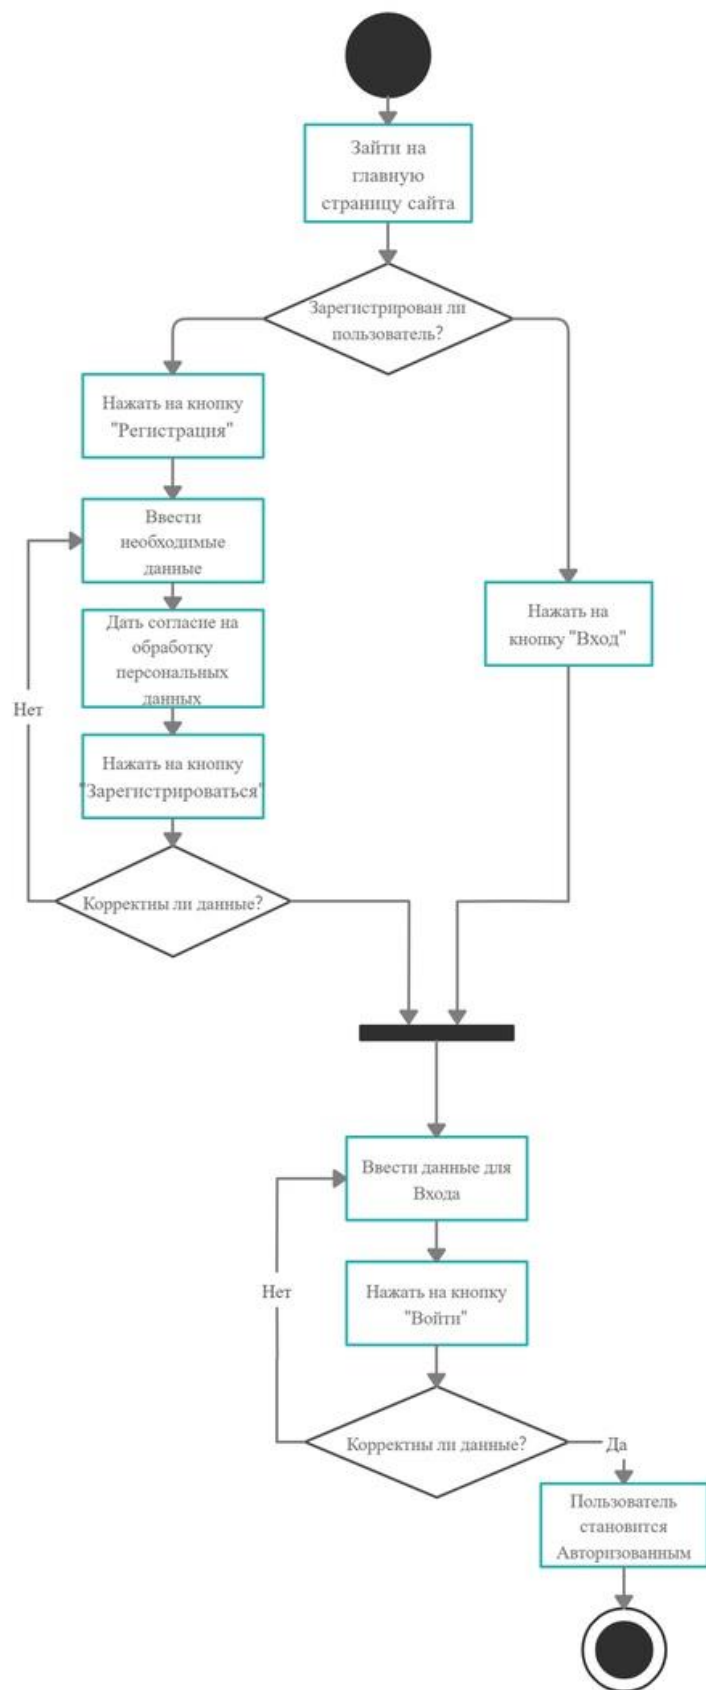 Зайти на
главную
страницу сайта
Зарегистрирован ли
пользователь?
Нажать на кнопку
"Регистрация"
Ввести
необходимые
данные
Нажать на
кнопку "Вход"
Дать согласие на
обработку
персональных
данных
Нет
Нажать на кнопку
"Зарегистрироваться"
Корректны ли данные?
Ввести данные для
Входа
Нет
Нажать на кнопку
"Войти"
Корректны ли данные?
Да
Пользователь
становится
Авторизованным